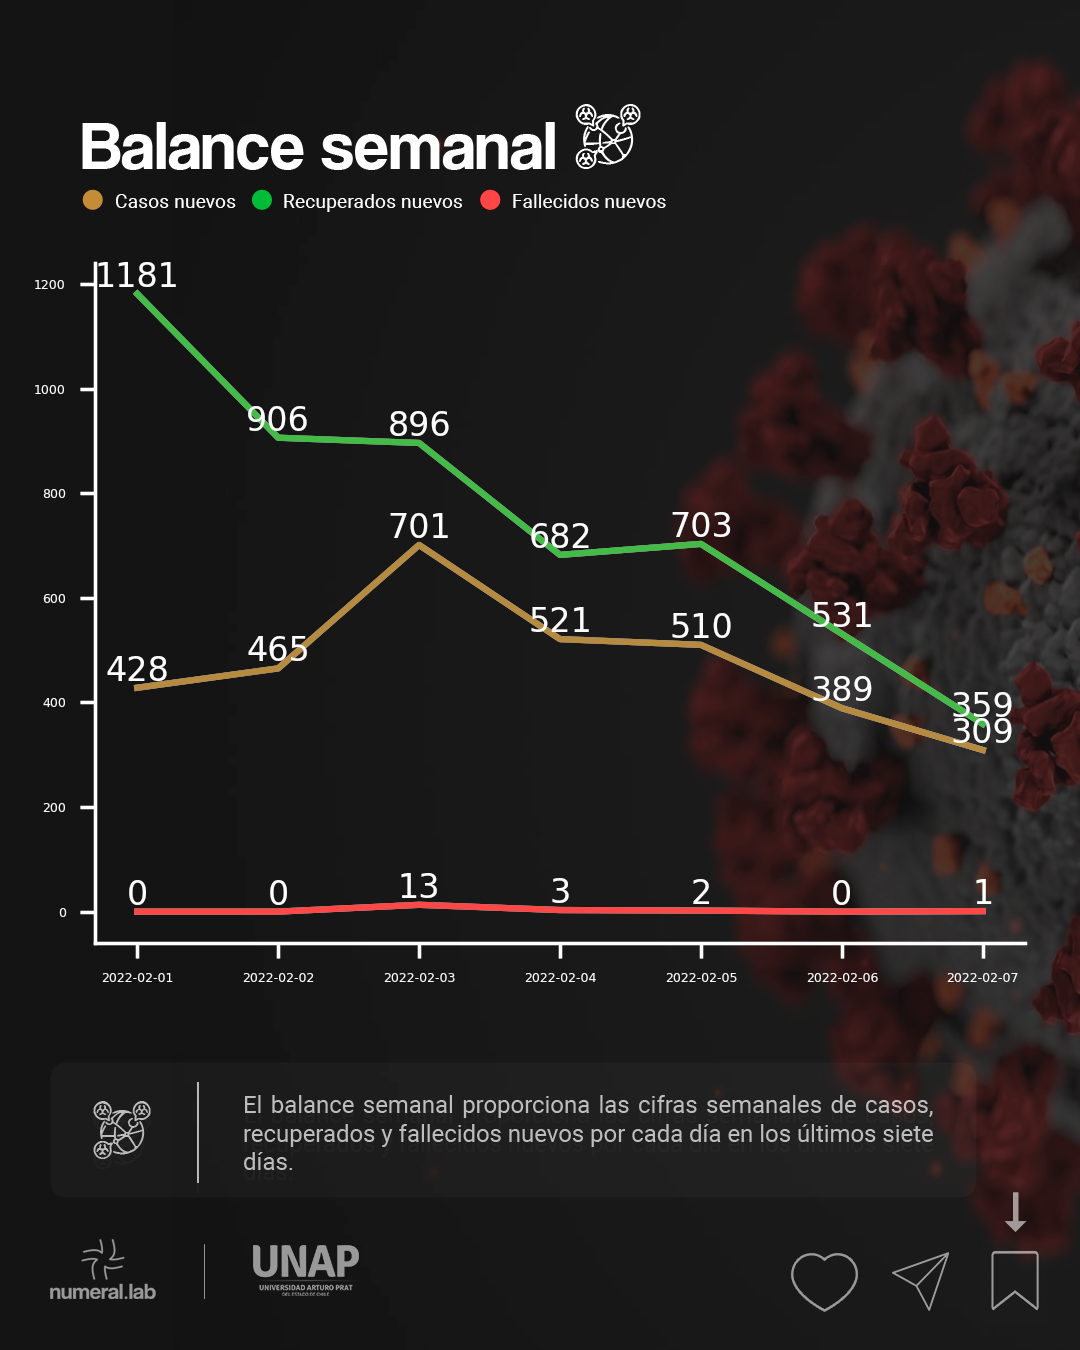 Balance semanal
Casos nuevos Recuperados nuevos Fallecidos nuevos
1181
1200
1000
906
896
800
701
682
703
600
521
510
531
465
428
400
389
359
309
200
0
0
13
3
2
0
1
0
2022-02-01 2022-02-02 2022-02-03 2022-02-04 2022-02-05 2022-02-06 2022-02-07
El balance semanal proporciona las cifras semanales de casos,
recuperados y fallecidos nuevos por cada día en los últimos siete
días.
numeral.lab
UNAP
UNIVERSIDAD ARTURO PRAT
DEL ESTADO DE CHILE